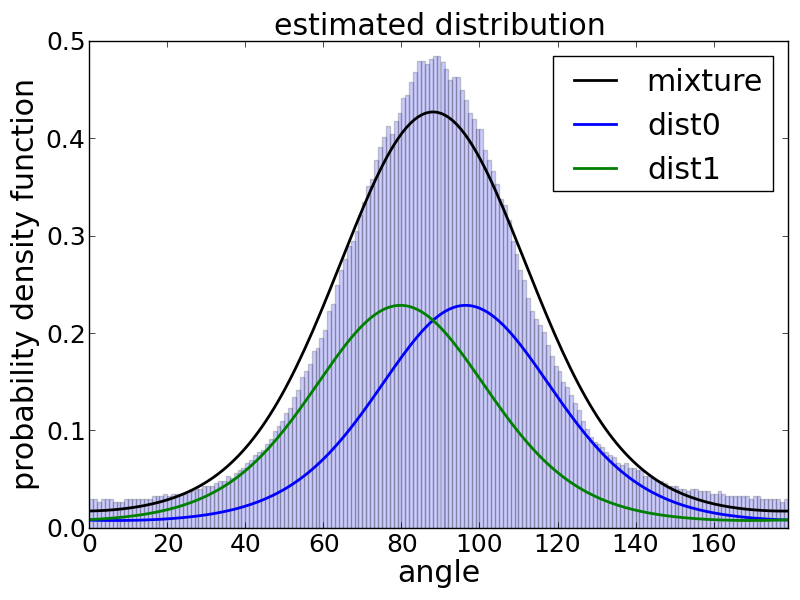 estimated distribution
probability density function
0.5
0.4
0.3
0.2
0.1
0.0
mixture
dist0
dist1
0 20 40 60 80 100 120 140 160
angle